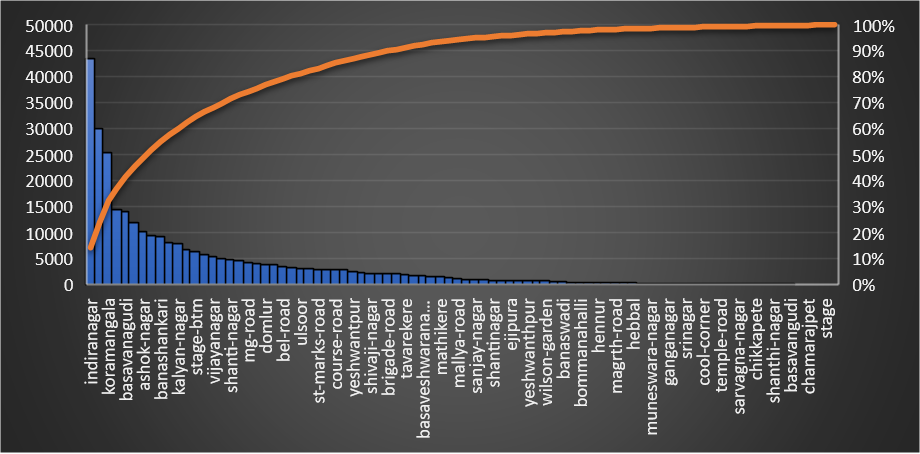 50000
45000
40000
35000
30000
25000
20000
15000
10000
5000
0
100%
90%
80%
70%
60%
50%
40%
30%
20%
10%
0%
indiranagar
koramangala
basavanagudi
ashok-nagar
banashankari
kalyan-nagar
stage-btm
vijayanagar
shanti-nagar
mg-road
domlur
bel-road
ulsoor
st-marks-road
course-road
yeshwantpur
shivaji-nagar
brigade-road
tavarekere
basaveshwarana…
mathikere
mallya-road
sanjay-nagar
shantinagar
ejipura
yeshwanthpur
wilson-garden
banaswadi
bommanahalli
hennur
magrth-road
hebbal
muneswara-nagar
ganganagar
srinagar
cool-corner
temple-road
sarvagna-nagar
chikkapete
shanthi-nagar
basavangudi
chamarajpet
stage